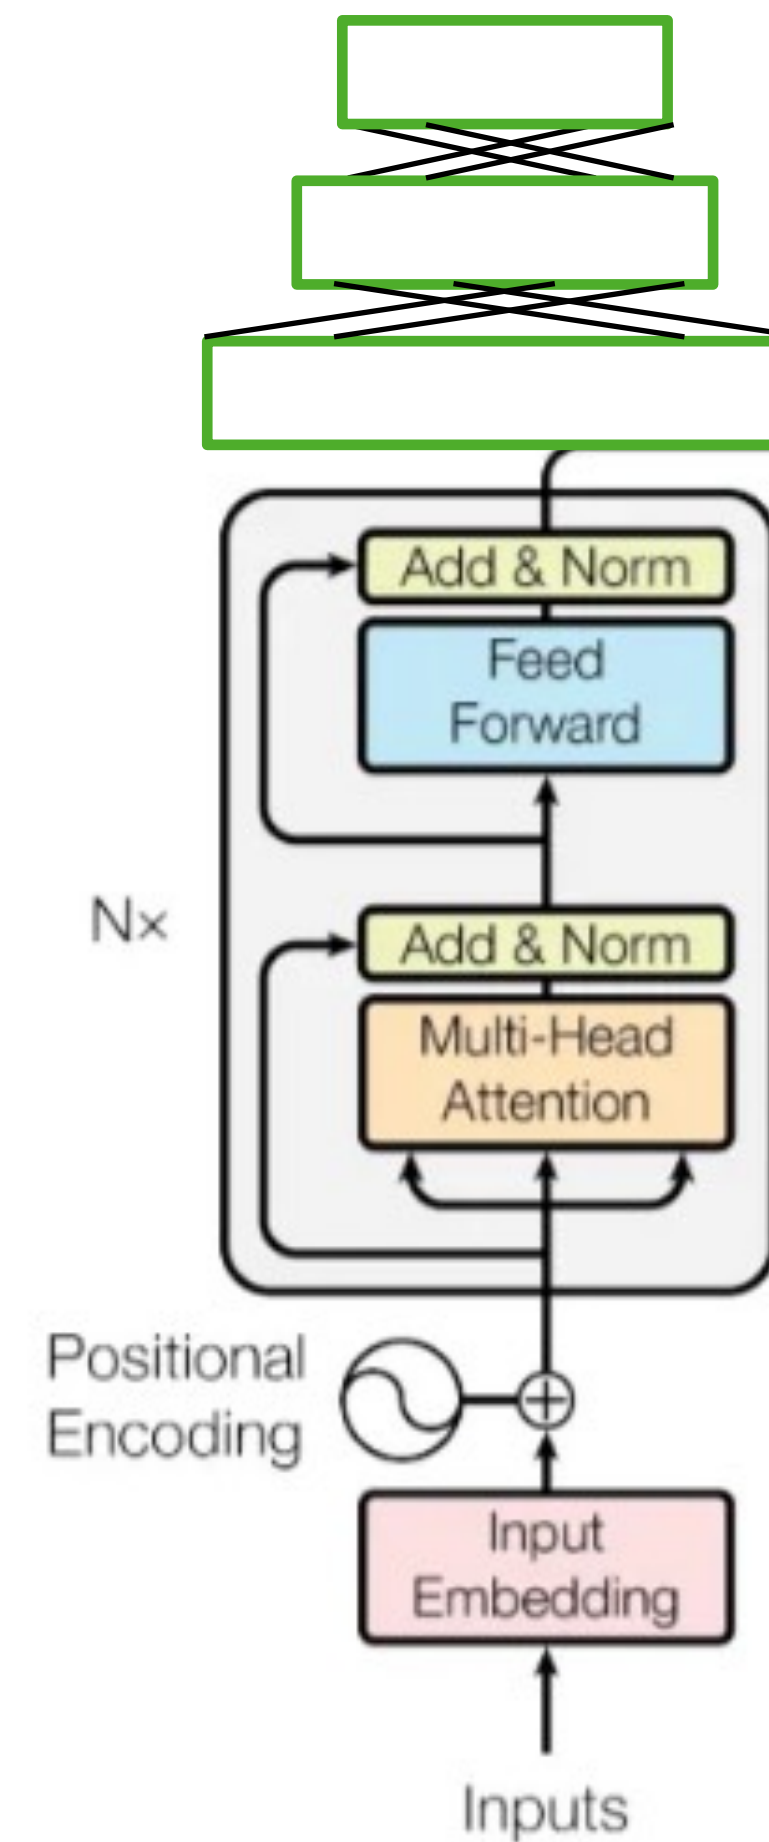 Add & Norm
Feed
Forward
Nx
Add & Norm
Multi-Head
Attention
Positional
Encoding
Input
Embedding
Inputs